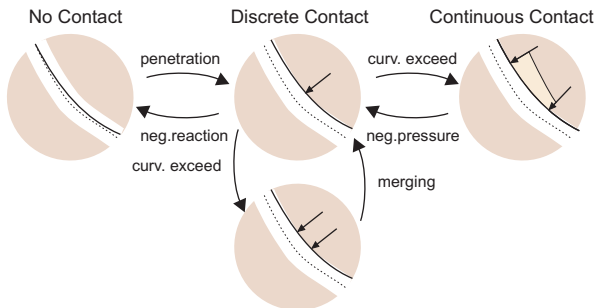 No Contact
Discrete Contact
Continuous Contact
penetration
curv. exceed
neg.reaction
neg.pressure
curv. exceed
merging